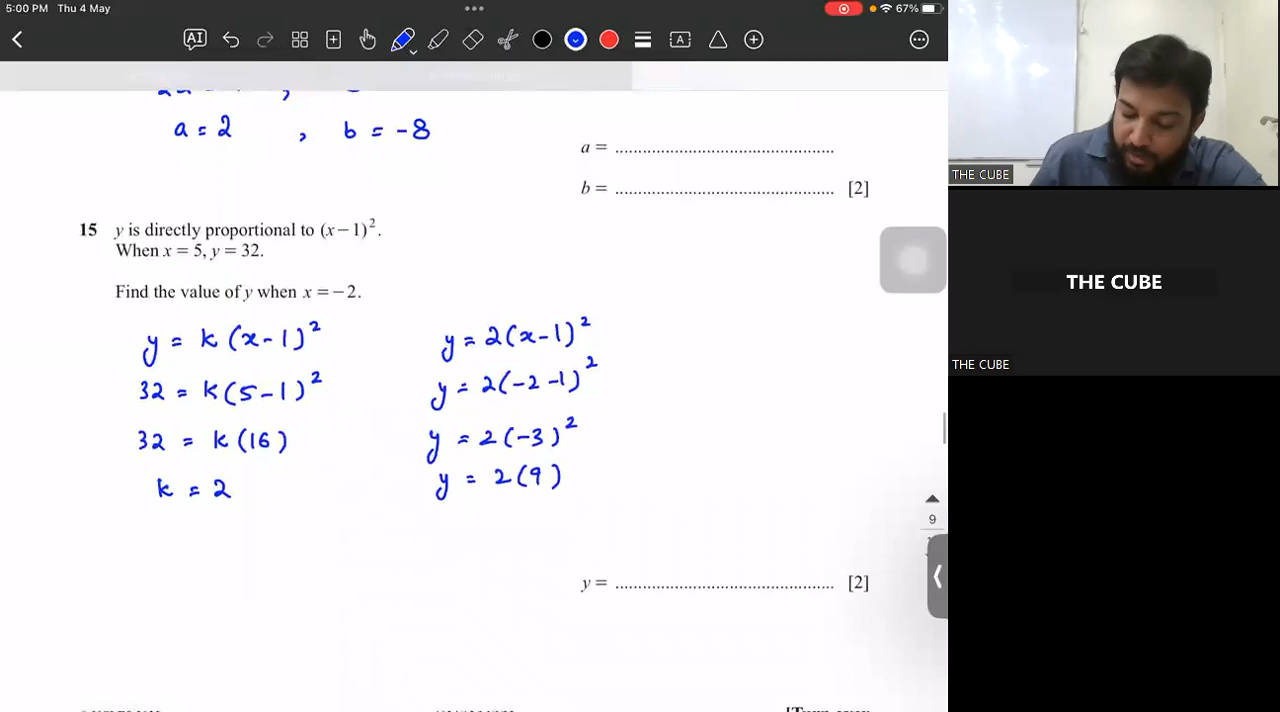 5:00 PM Thu 4 May
67%
AI
A
a = 2 , b = -8
a = ..................................................
b = .................................................. [2]
15 y is directly proportional to (x − 1)².
When x = 5, y = 32.
Find the value of y when x = −2.
y = k(x-1)²
32 = k(5-1)²
32 = k(16)
k = 2
y = 2(x-1)²
y = 2(-2-1)²
y = 2(-3)²
y = 2(9)
9
y = .................................................. [2]
THE CUBE
THE CUBE
THE CUBE